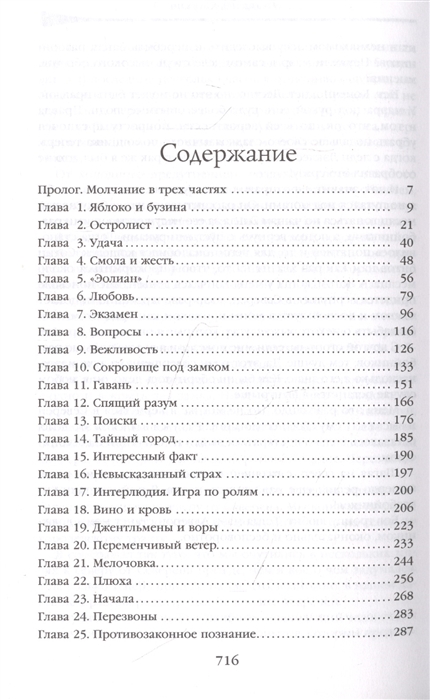 Содержание
Пролог. Молчание в трех частях 7
Глава 1. Яблоко и бузина 9
Глава 2. Остролист 21
Глава 3. Удача 40
Глава 4. Смола и жесть 48
Глава 5. «Эолиан» 56
Глава 6. Любовь 79
Глава 7. Экзамен 96
Глава 8. Вопросы 116
Глава 9. Вежливость 126
Глава 10. Сокровище под замком 133
Глава 11. Гавань 151
Глава 12. Спящий разум 166
Глава 13. Поиски 176
Глава 14. Тайный город 185
Глава 15. Интересный факт 190
Глава 16. Невысказанный страх 197
Глава 17. Интерлюдия. Игра по ролям 200
Глава 18. Вино и кровь 206
Глава 19. Джентльмены и воры 223
Глава 20. Переменчивый ветер 233
Глава 21. Мелочовка 244
Глава 22. Плюха 256
Глава 23. Начала 268
Глава 24. Перезвоны 283
Глава 25. Противозаконное познание 287
716